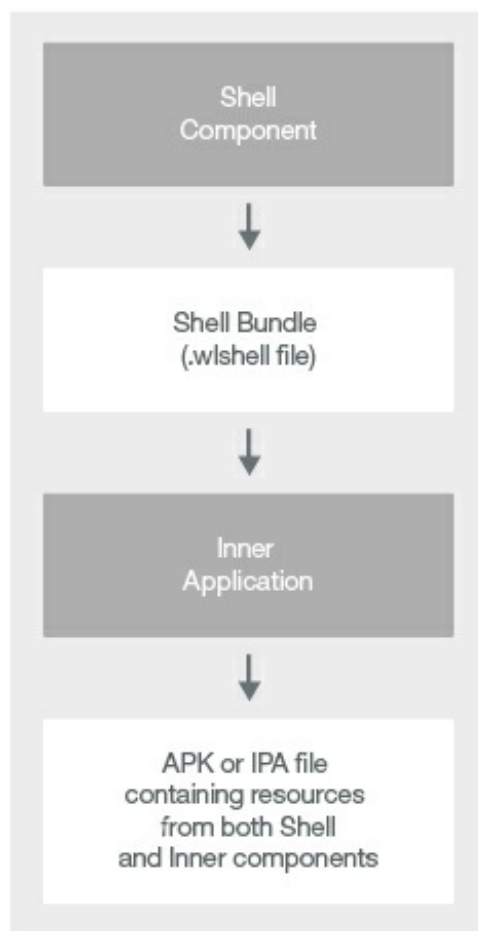 Shell
Component
Shell Bundle
(.wlshell file)
Inner
Application
APK or IPA file
containing resources
from both Shell
and Inner components